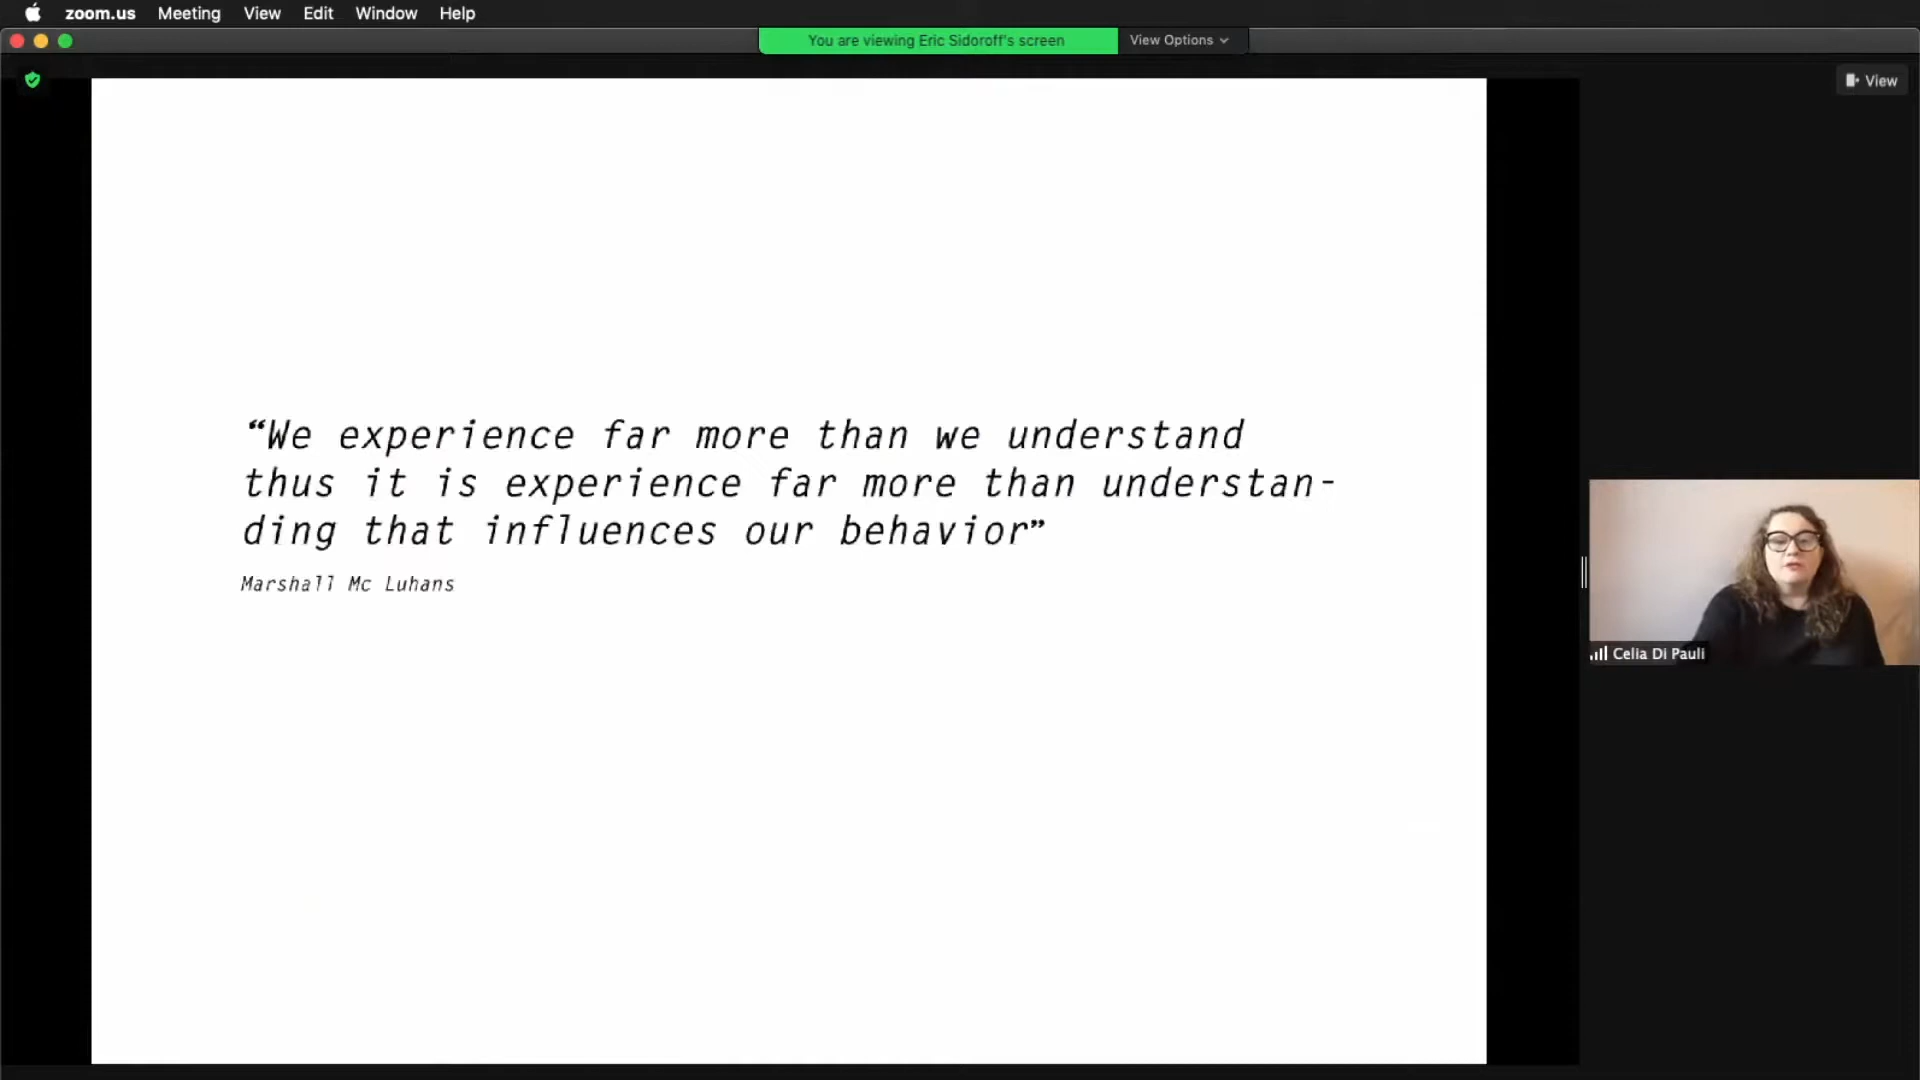 zoom.us Meeting View Edit Window Help
You are viewing Eric Sidoroff's screen View Options
View
“We experience far more than we understand
thus it is experience far more than understan-
ding that influences our behavior”
Marshall Mc Luhans
Celia Di Pauli